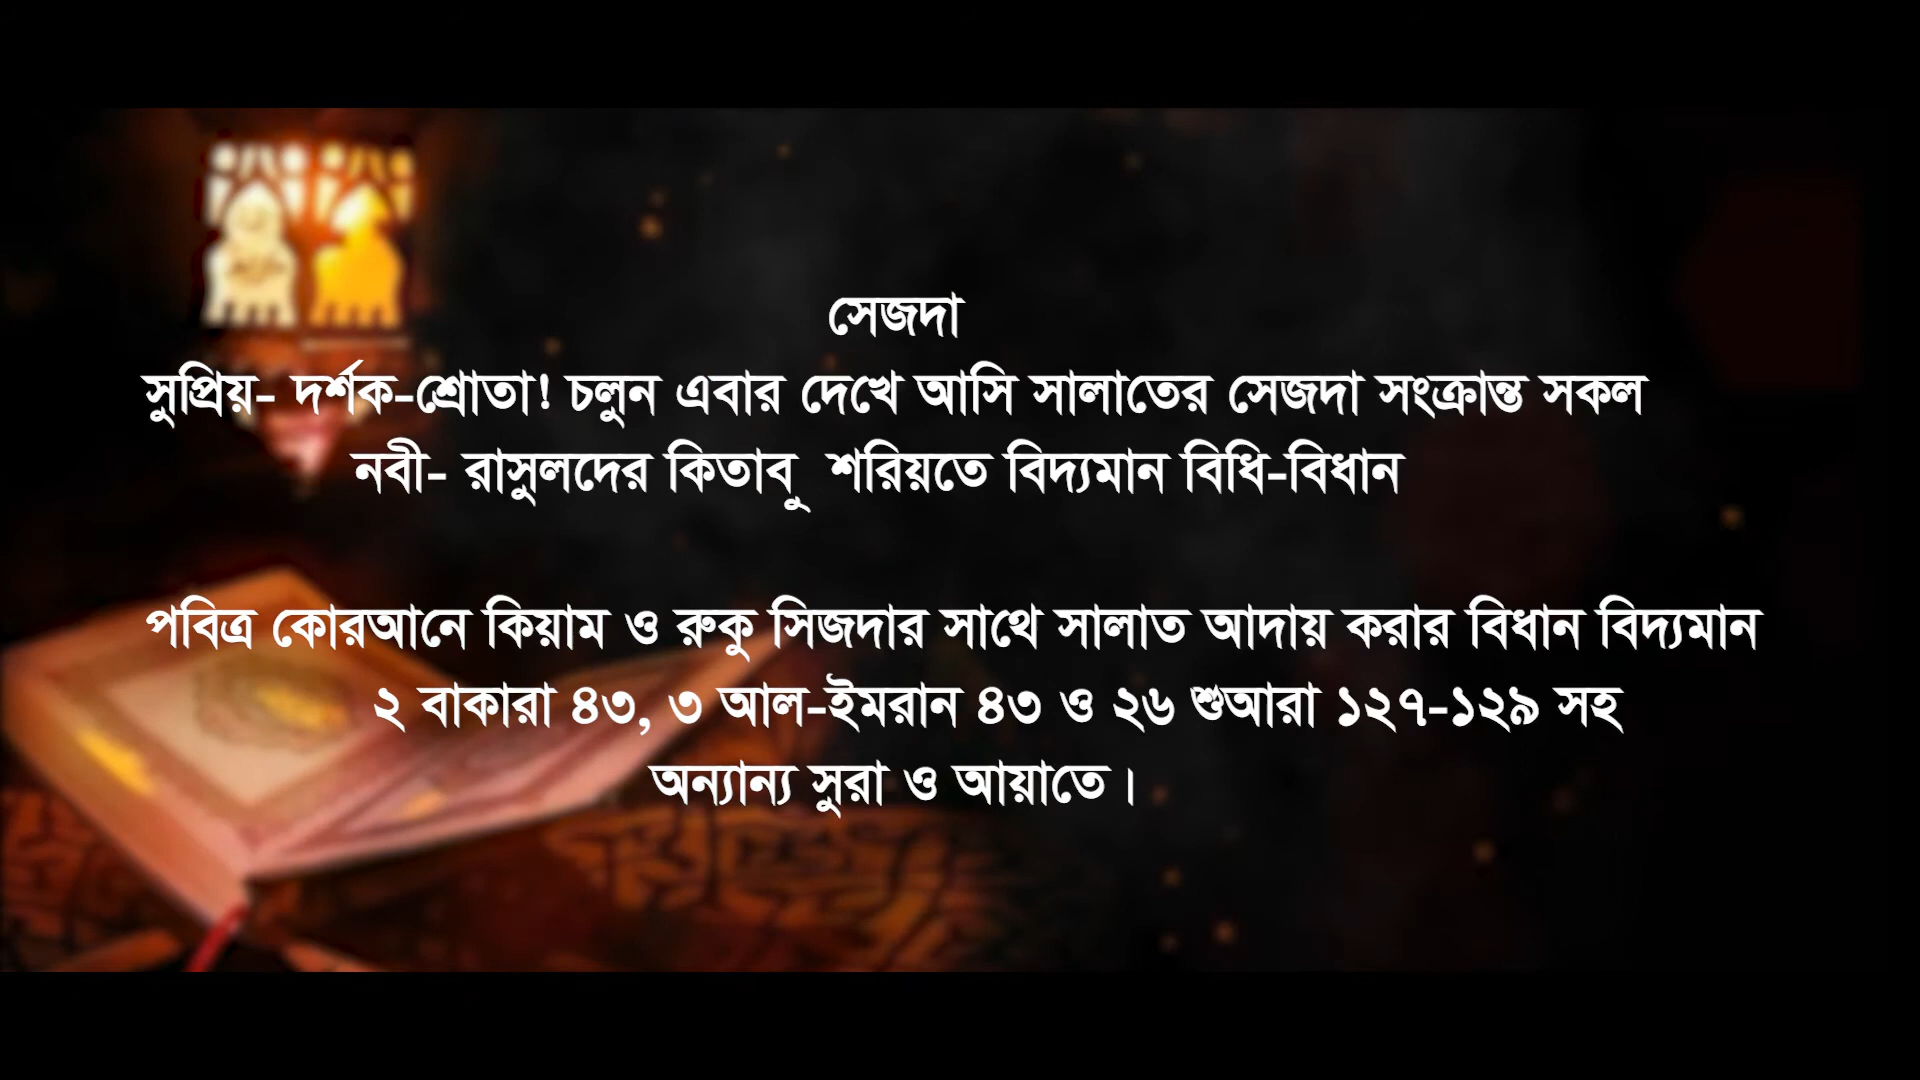 সেজদা
সুপ্রিয়- দর্শক-শ্রোতা! চলুন এবার দেখে আসি সালাতের সেজদা সংক্রান্ত সকল
নবী- রাসুলদের কিতাবু শরিয়তে বিদ্যমান বিধি-বিধান
পবিত্র কোরআনে কিয়াম ও রুকু সিজদার সাথে সালাত আদায় করার বিধান বিদ্যমান
২ বাকারা ৪৩, ৩ আল-ইমরান ৪৩ ও ২৬ শুআরা ১২৭-১২৯ সহ
অন্যান্য সুরা ও আয়াতে।